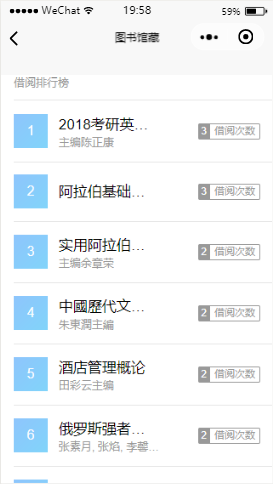 WeChat 19:58 59%
图书馆藏
借阅排行榜
1 2018考研英... 3 借阅次数
主编陈正康
2 阿拉伯基础... 3 借阅次数
3 实用阿拉伯... 2 借阅次数
主编余章荣
4 中國歷代文... 2 借阅次数
朱東潤主編
5 酒店管理概论 2 借阅次数
田彩云主编
6 俄罗斯强者... 2 借阅次数
张素月, 张焰, 李馨...